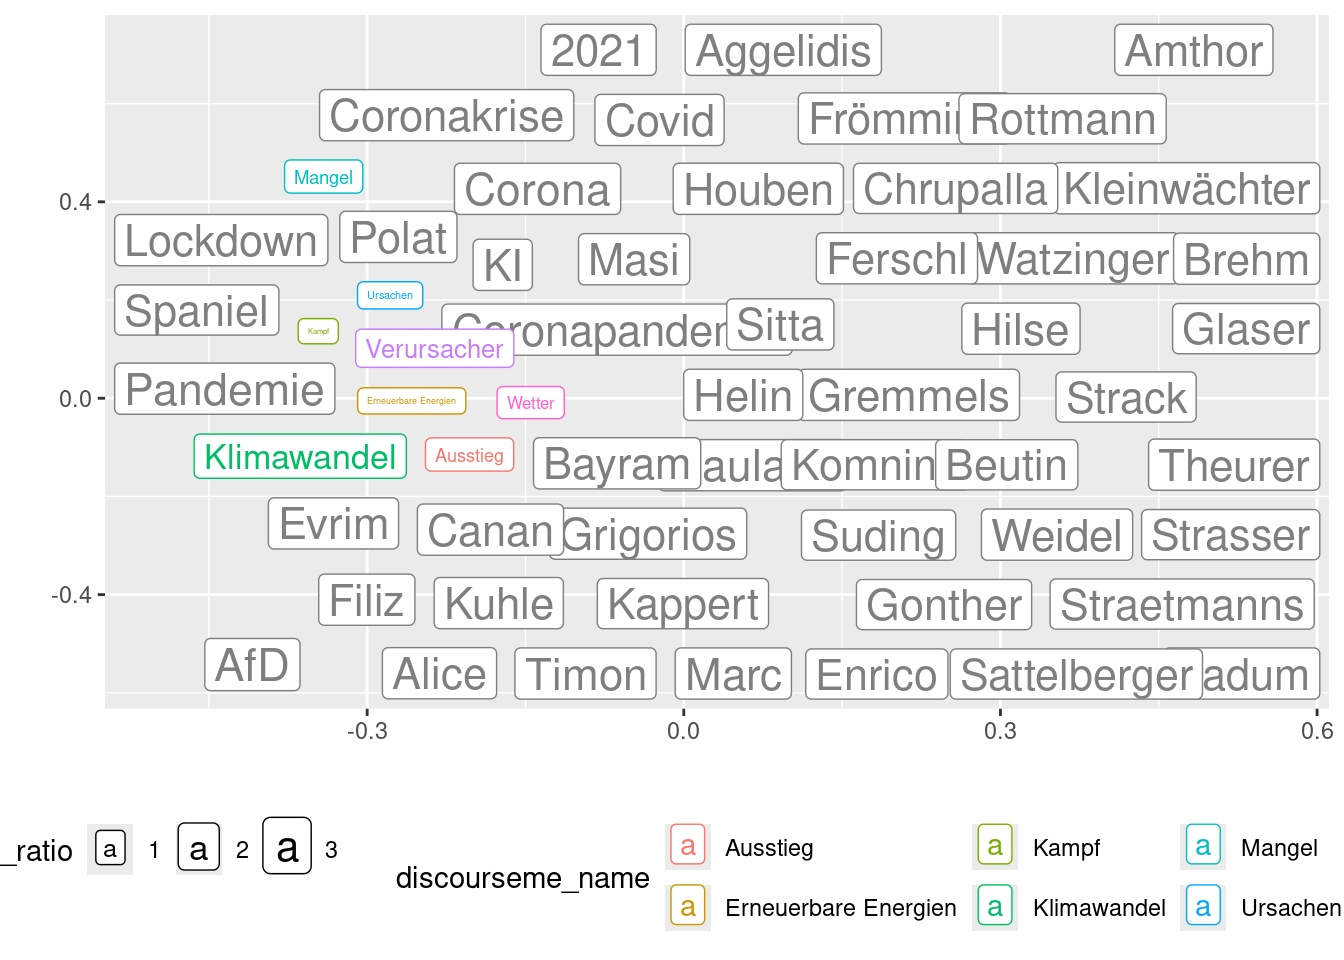 2021 Aggelidis Amthor
Coronakrise Covid Frömmin Rottmann
Mangel
Corona Houben Chrupalla Kleinwächter
0.4
Lockdown Polat KI Masi Ferschl Watzinger Brehm
Ursachen
Spaniel Kampf Coronapandem Sitta Hilse Glaser
Verursacher
0.0 Pandemie Erneuerbare Energien Wetter Helin Gremmels Strack
Klimawandel Ausstieg Bayram aula Komnin Beutin Theurer
Evrim Canan Grigorios Suding Weidel Strasser
-0.4 Filiz Kuhle Kappert Gonther Straetmanns
AfD Alice Timon Marc Enrico Sattelberger adum
-0.3 0.0 0.3 0.6
_ratio a 1 a 2 a 3
discourseme_name
a Ausstieg a Kampf a Mangel
a Erneuerbare Energien a Klimawandel a Ursachen